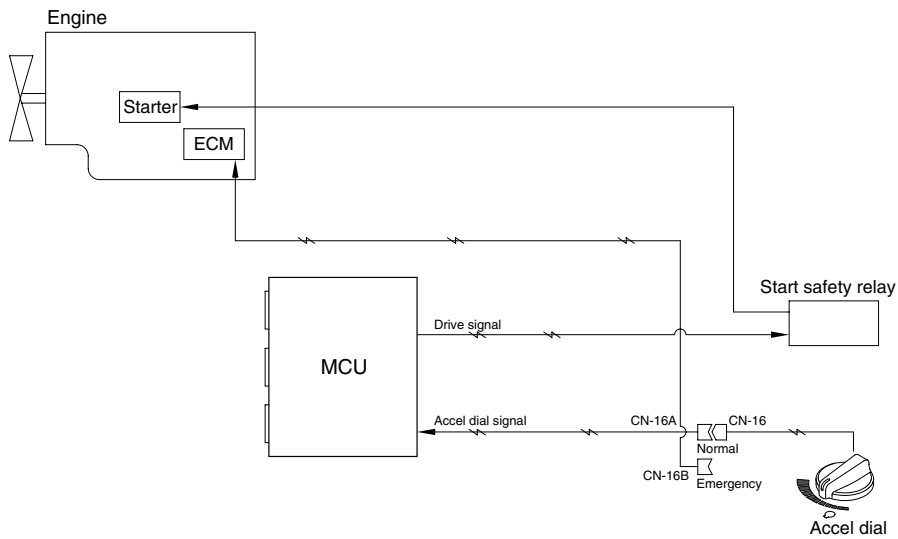 Engine
Starter
ECM
Start safety relay
Drive signal
MCU
Accel dial signal
CN-16A
CN-16
Normal
CN-16B
Emergency
Accel dial